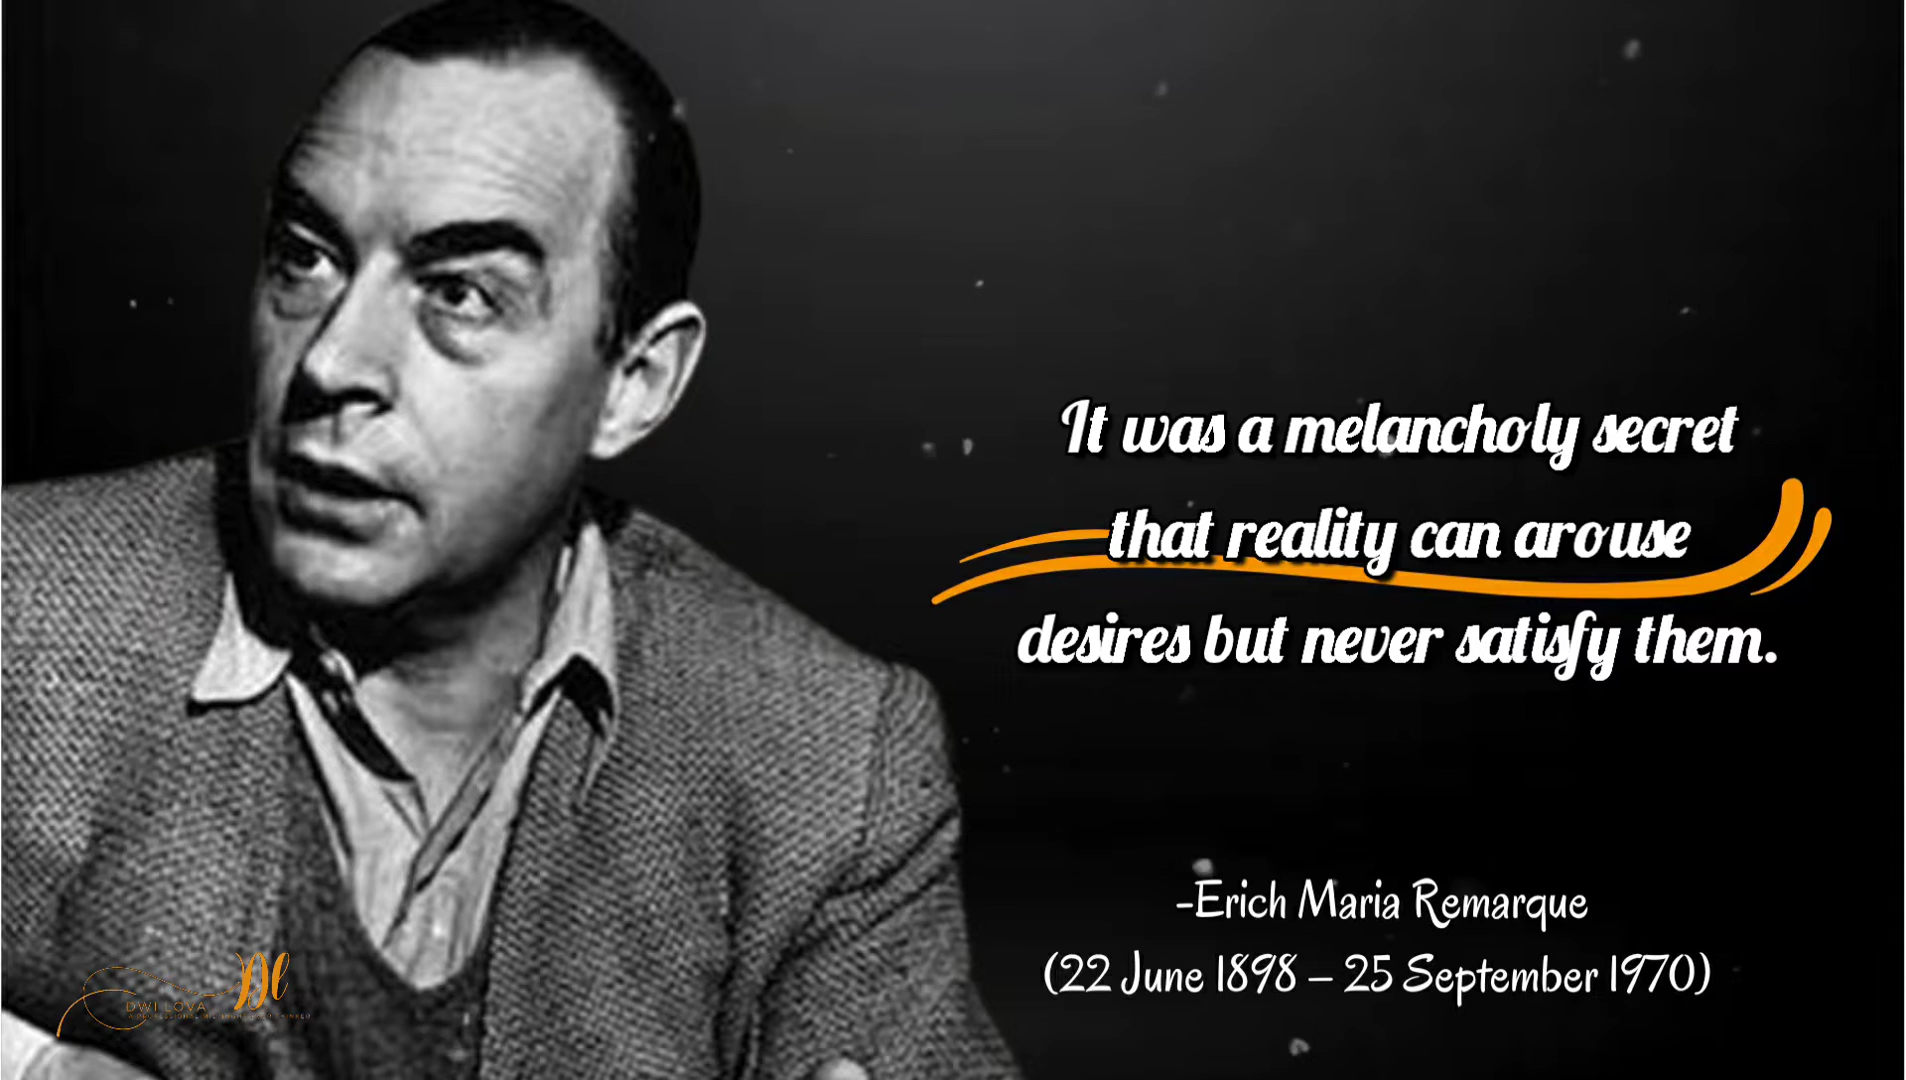 It was a melancholy secret
that reality can arouse
desires but never satisfy them.
-Erich Maria Remarque
(22 June 1898 – 25 September 1970)
Dl
DWI LOVA